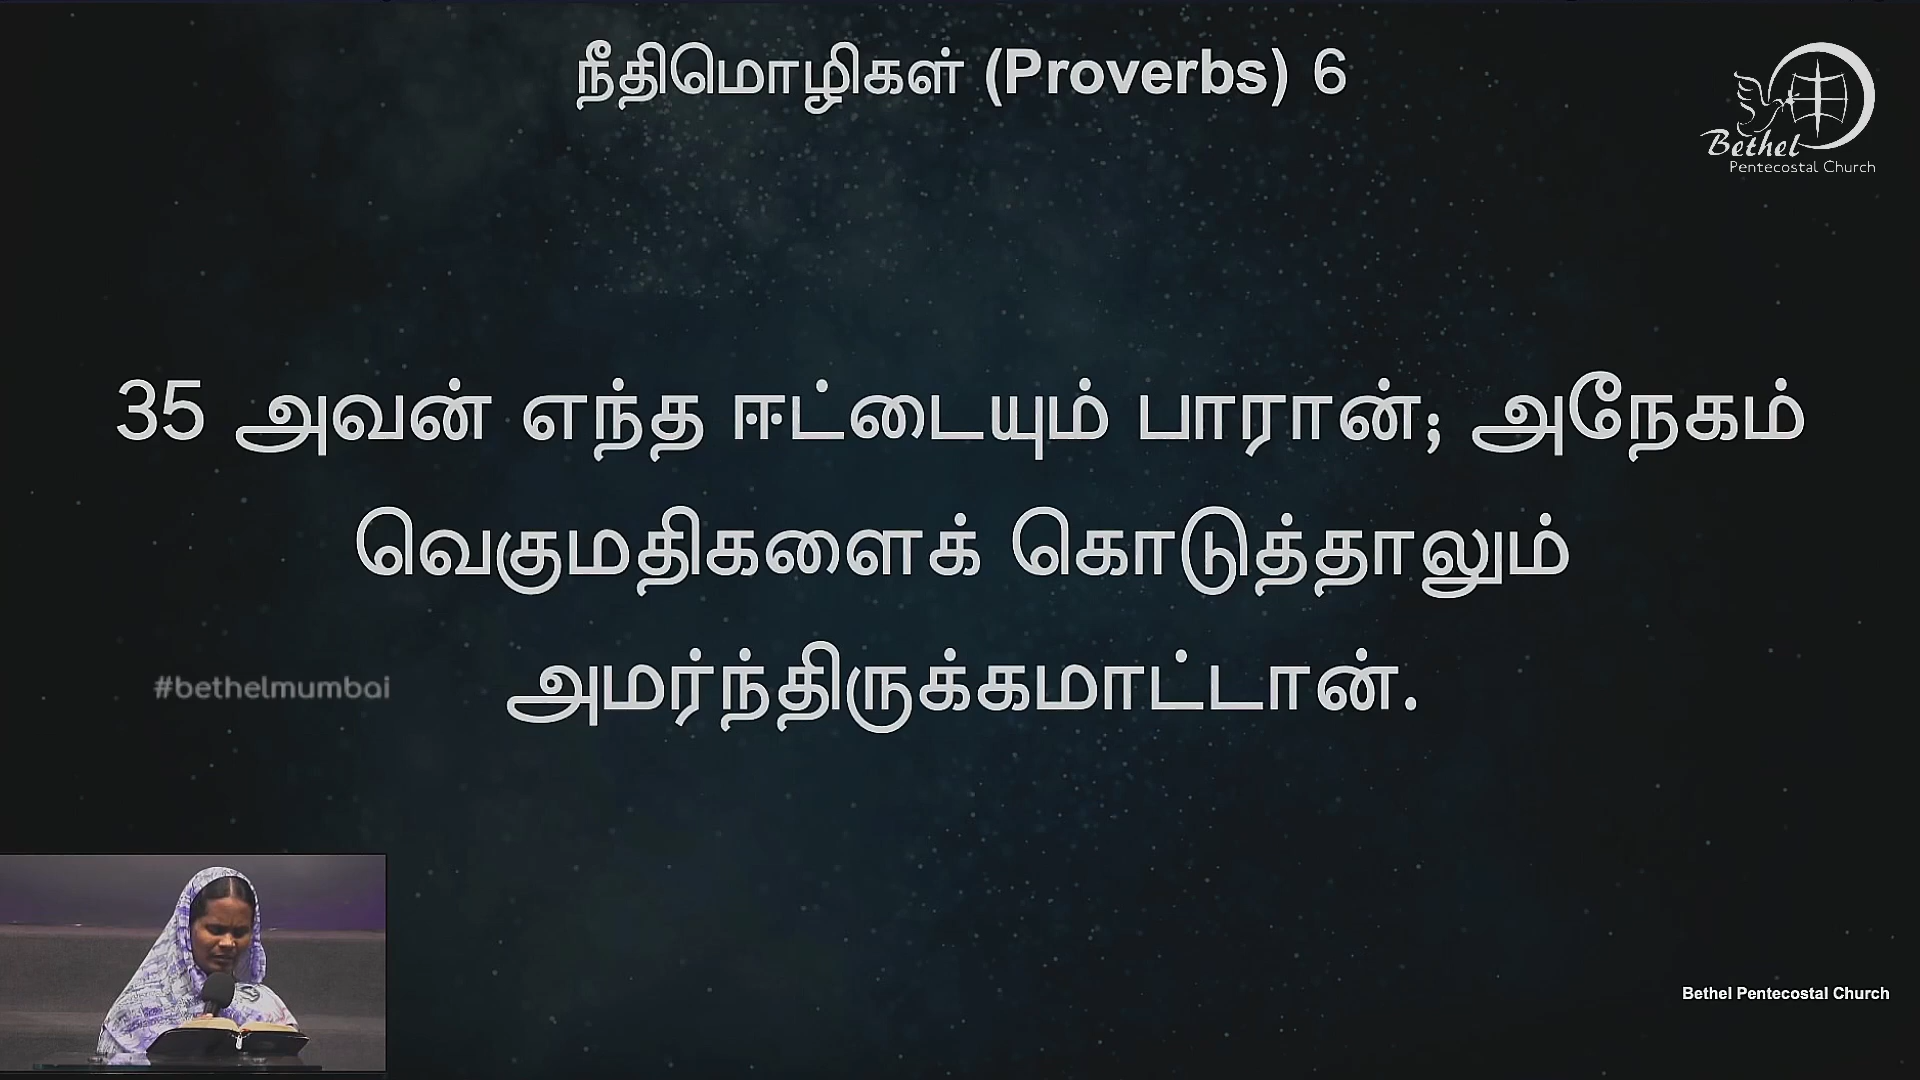 நீதிமொழிகள் (Proverbs) 6
Bethel
Pentecostal Church
35 அவன் எந்த ஈட்டையும் பாரான்; அநேகம்
வெகுமதிகளைக் கொடுத்தாலும்
அமர்ந்திருக்கமாட்டான்.
#bethelmumbai
Bethel Pentecostal Church